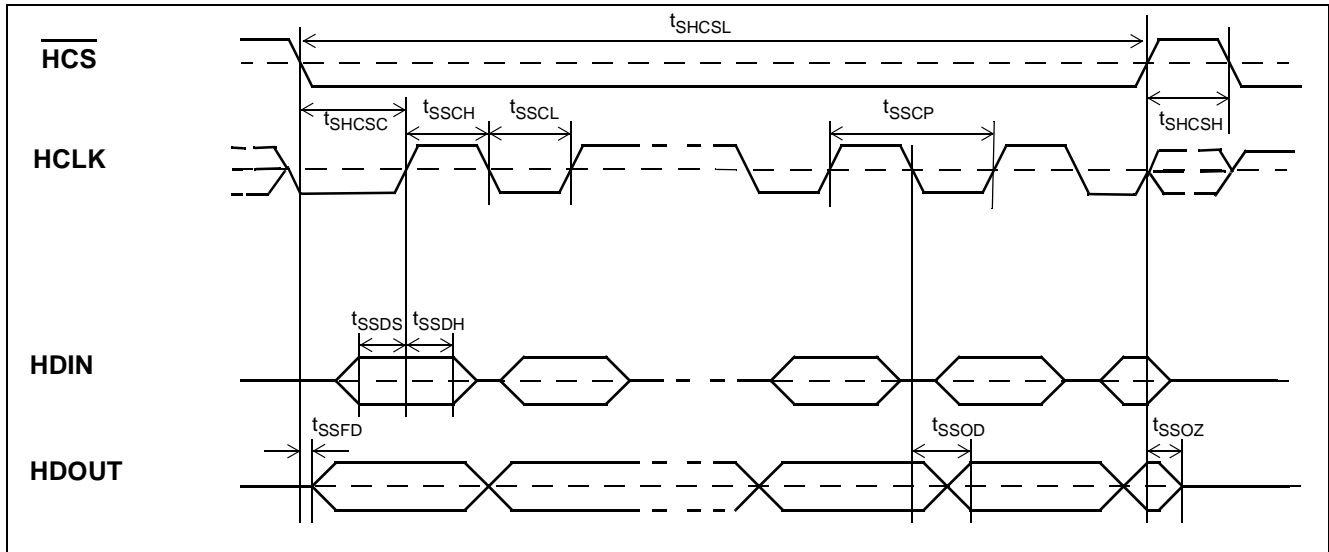 tSHCSL
HCS
tSHCSC
tSSCH
tSSCL
tSSCP
tSHCSH
HCLK
tSSDS
tSSDH
HDIN
tSSFD
tSSOD
tSSOZ
HDOUT